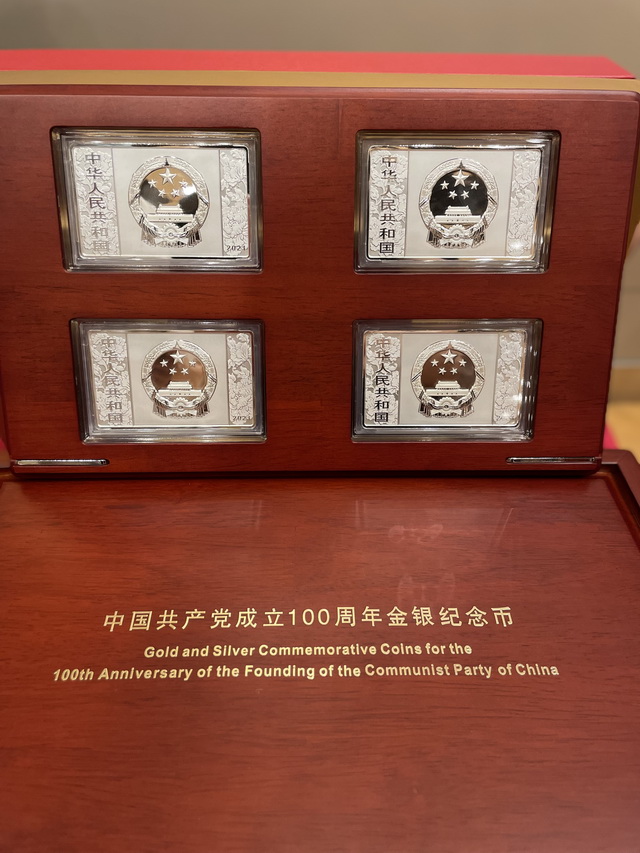 中华人民共和国
2021
中华人民共和国
中华人民共和国
2021
中华人民共和国
中国共产党成立100周年金银纪念币
Gold and Silver Commemorative Coins for the
100th Anniversary of the Founding of the Communist Party of China